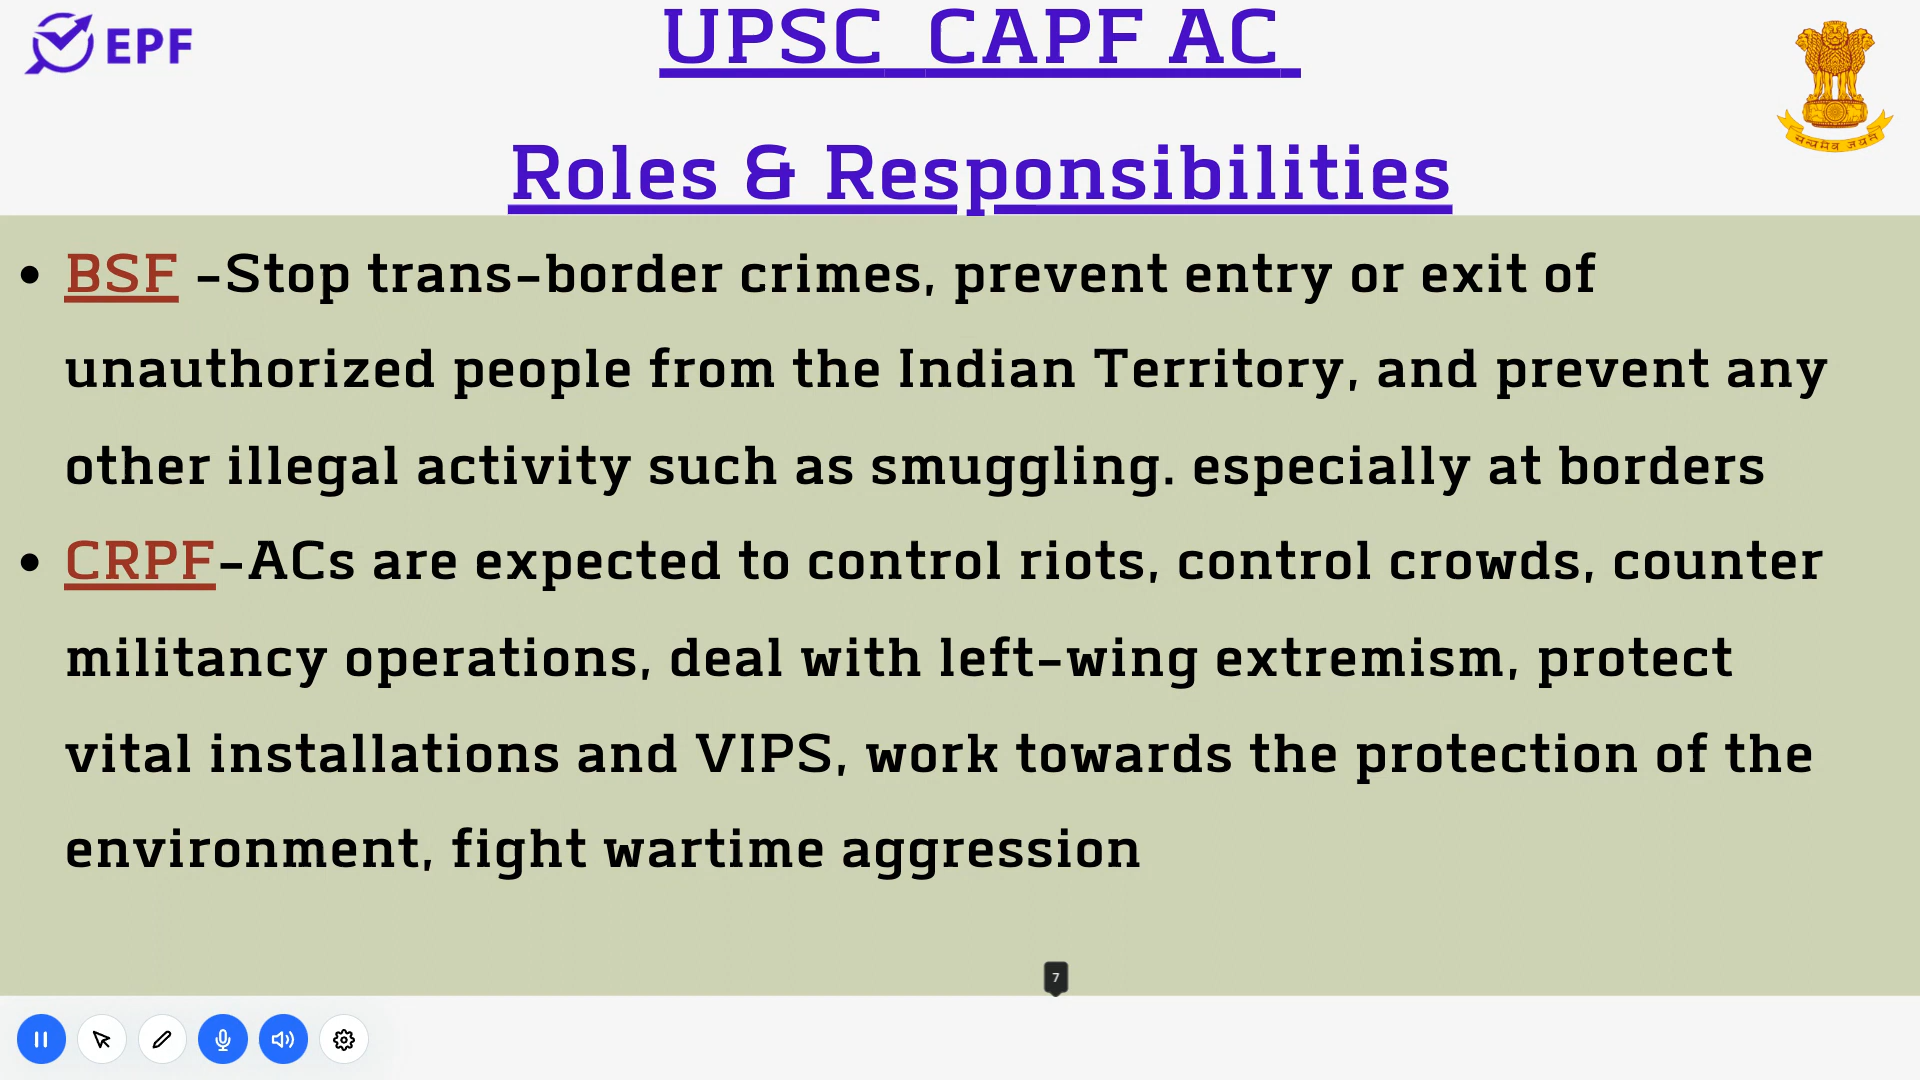 EPF
UPSC CAPF AC
सत्यमेव जयते
Roles & Responsibilities
• BSF -Stop trans-border crimes, prevent entry or exit of
unauthorized people from the Indian Territory, and prevent any
other illegal activity such as smuggling. especially at borders
• CRPF-ACs are expected to control riots, control crowds, counter
militancy operations, deal with left-wing extremism, protect
vital installations and VIPS, work towards the protection of the
environment, fight wartime aggression
7